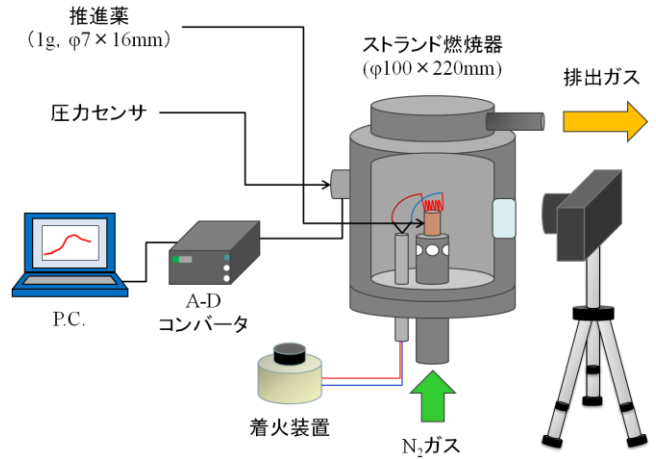 推進薬
(1g, φ7×16mm)
ストランド燃焼器
(φ100×220mm)
排出ガス
圧力センサ
P.C.
A-D
コンバータ
着火装置
N₂ガス